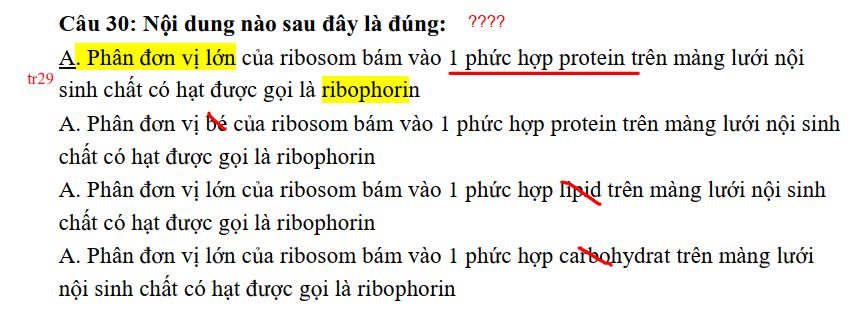 Câu 30: Nội dung nào sau đây là đúng: ????
A. Phân đơn vị lớn của ribosom bám vào 1 phức hợp protein trên màng lưới nội
tr29
sinh chất có hạt được gọi là ribophorin
A. Phân đơn vị bé của ribosom bám vào 1 phức hợp protein trên màng lưới nội sinh
chất có hạt được gọi là ribophorin
A. Phân đơn vị lớn của ribosom bám vào 1 phức hợp lipid trên màng lưới nội sinh
chất có hạt được gọi là ribophorin
A. Phân đơn vị lớn của ribosom bám vào 1 phức hợp carbohydrat trên màng lưới
nội sinh chất có hạt được gọi là ribophorin